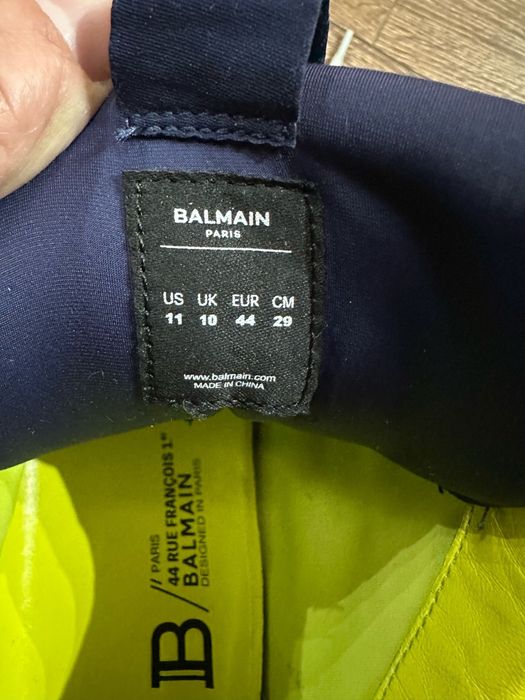 BALMAIN
PARIS
US UK EUR CM
11 10 44 29
www.balmain.com
MADE IN CHINA
B // PARIS
44 RUE FRANÇOIS 1ᵉʳ
BALMAIN
DESIGNED IN PARIS